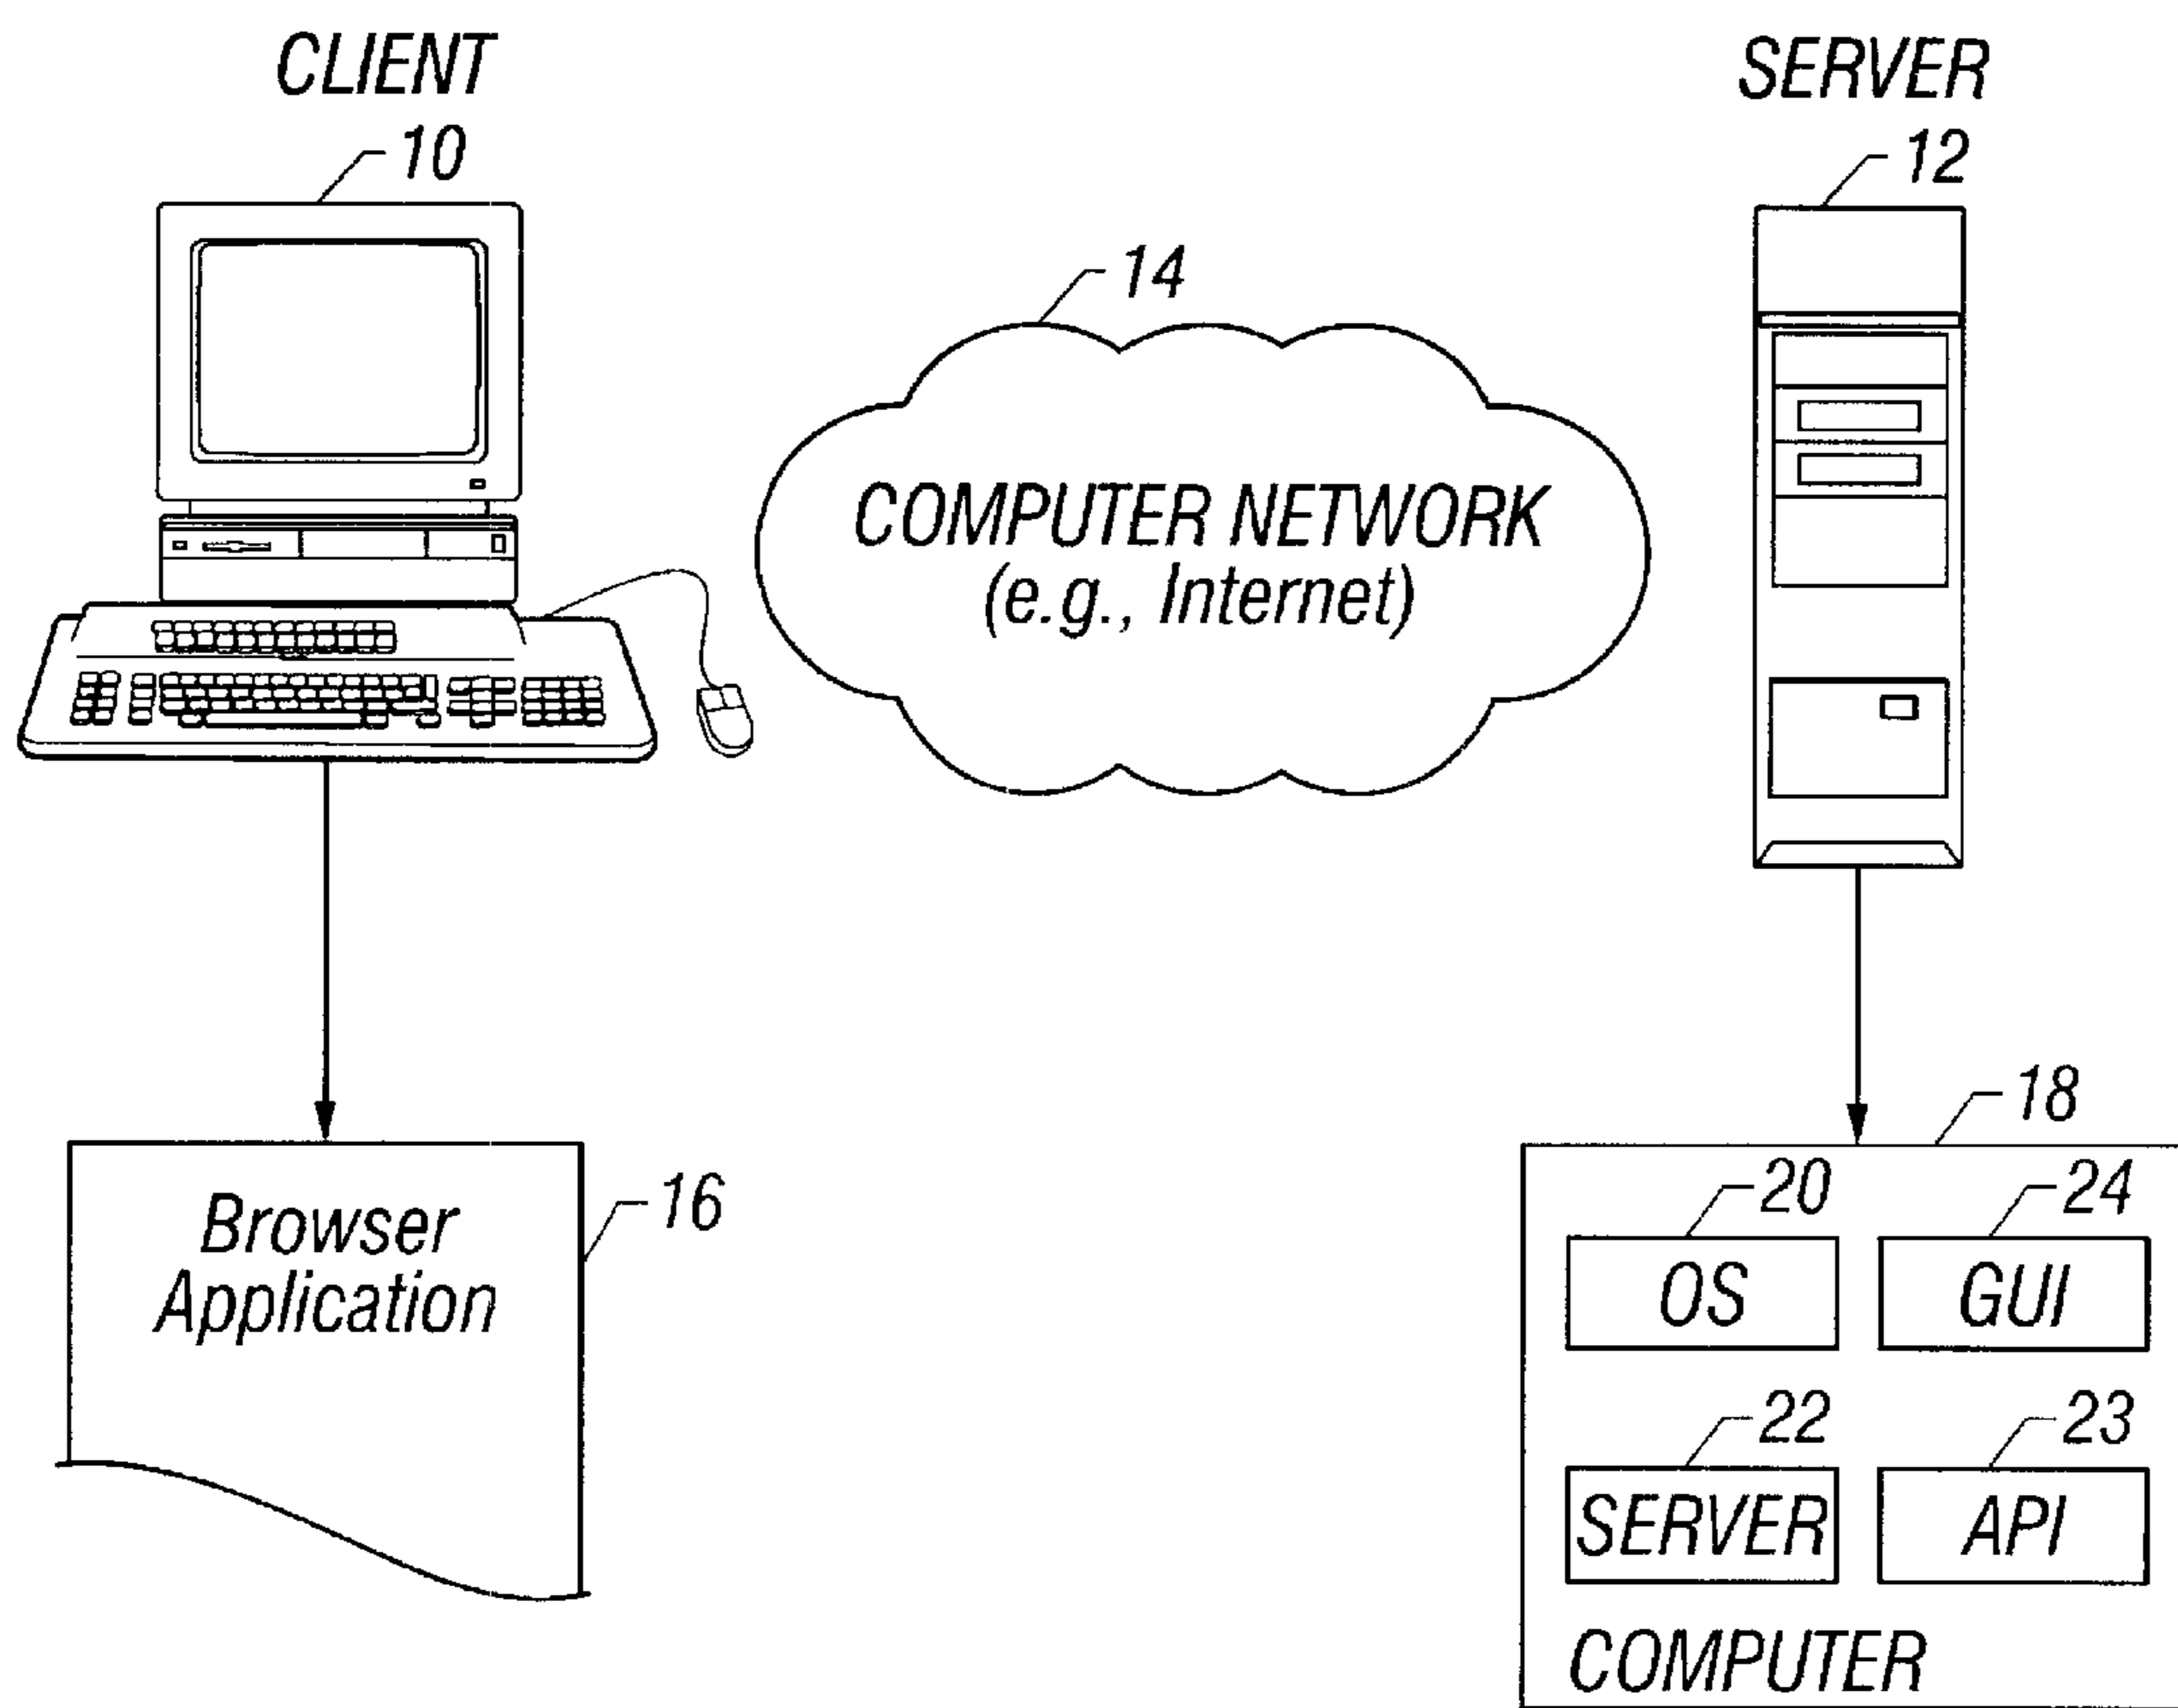 CLIENT
10
SERVER
12
14
COMPUTER NETWORK
(e.g., Internet)
16
Browser
Application
18
20
OS
24
GUI
22
SERVER
23
API
COMPUTER